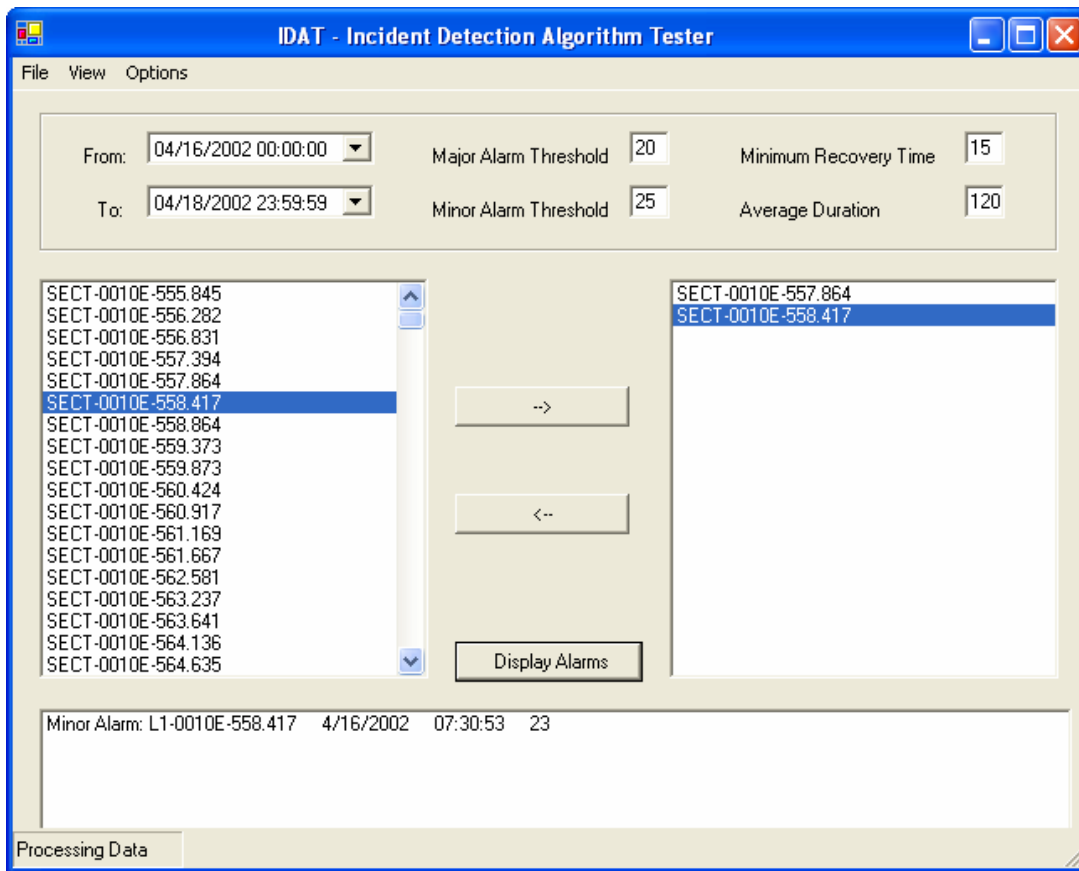 IDAT - Incident Detection Algorithm Tester
File View Options
From: 04/16/2002 00:00:00 Major Alarm Threshold 20 Minimum Recovery Time 15
To: 04/18/2002 23:59:59 Minor Alarm Threshold 25 Average Duration 120
SECT-0010E-555.845
SECT-0010E-556.282
SECT-0010E-556.831
SECT-0010E-557.394
SECT-0010E-557.864
SECT-0010E-558.417
SECT-0010E-558.864
SECT-0010E-559.373
SECT-0010E-559.873
SECT-0010E-560.424
SECT-0010E-560.917
SECT-0010E-561.169
SECT-0010E-561.667
SECT-0010E-562.581
SECT-0010E-563.237
SECT-0010E-563.641
SECT-0010E-564.136
SECT-0010E-564.635
-->
<--
Display Alarms
SECT-0010E-557.864
SECT-0010E-558.417
Minor Alarm: L1-0010E-558.417 4/16/2002 07:30:53 23
Processing Data